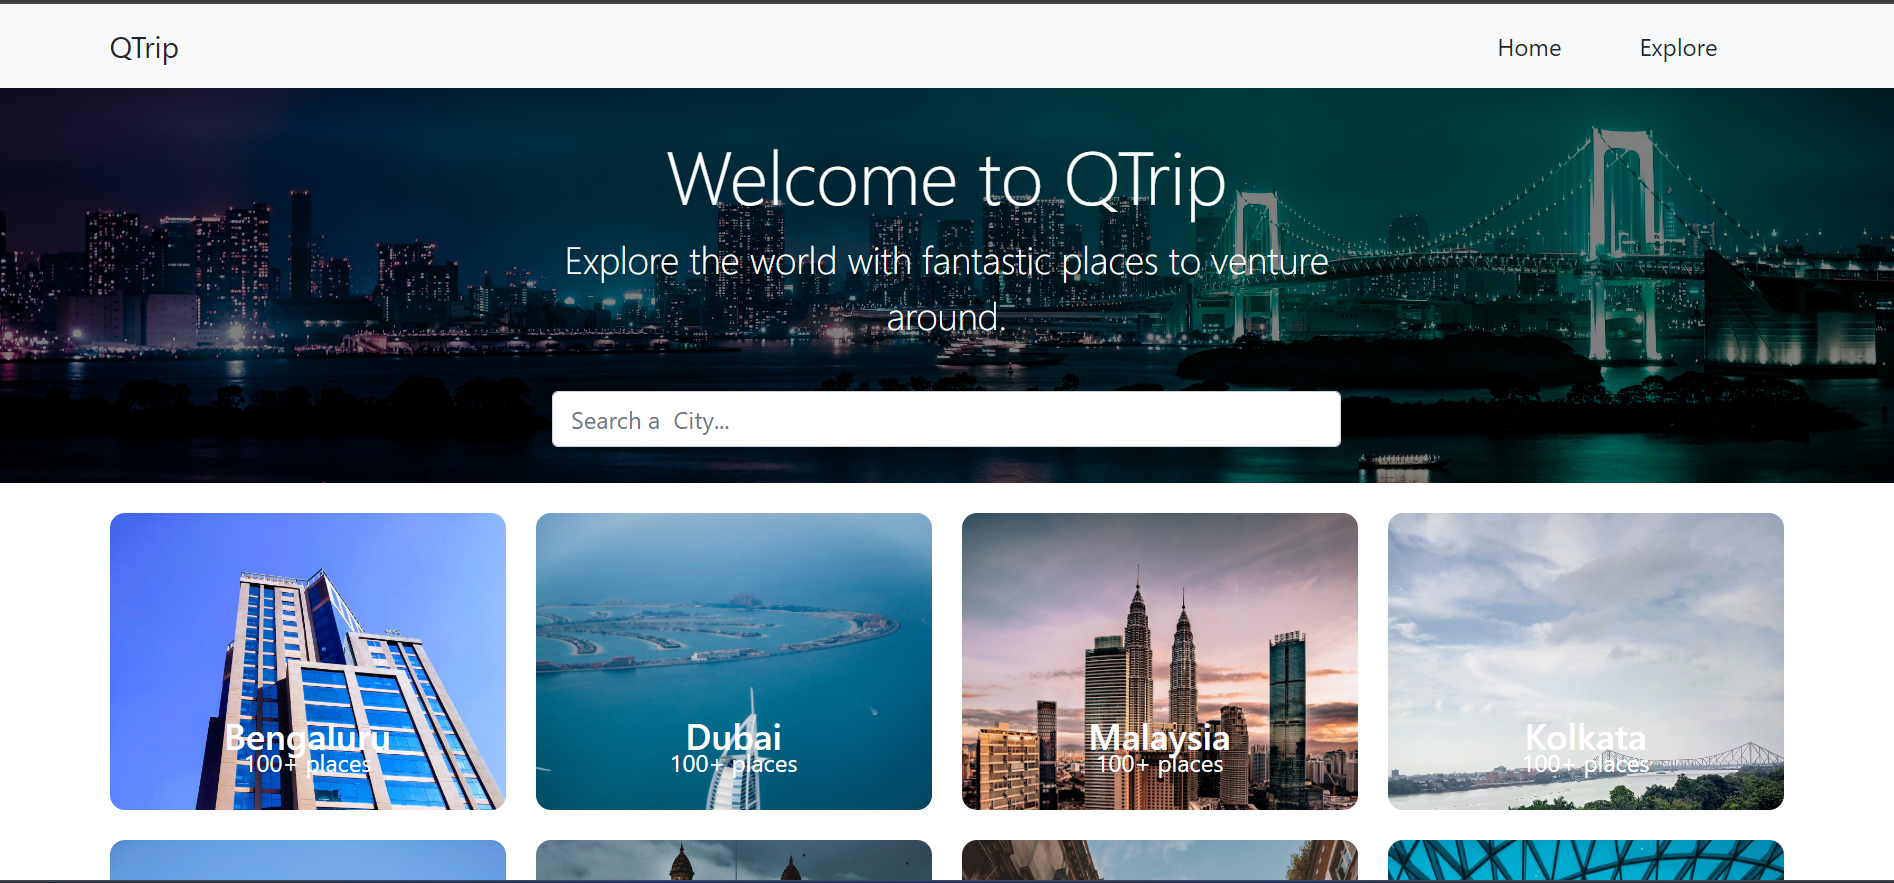 QTrip
Home
Explore
Welcome to QTrip
Explore the world with fantastic places to venture
around.
Search a  City...
Bengaluru
100+ places
Dubai
100+ places
Malaysia
100+ places
Kolkata
100+ places